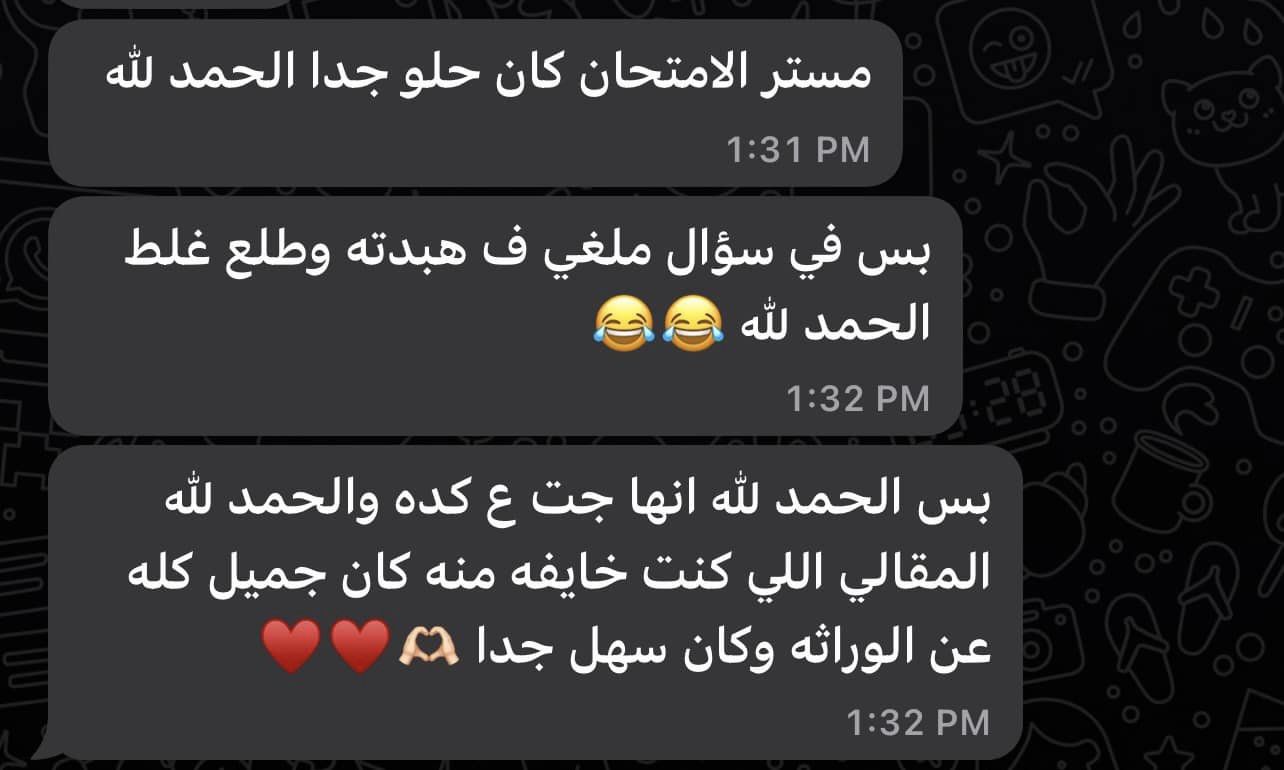 مستر الامتحان كان حلو جدا الحمد لله
1:31 PM
بس في سؤال ملغي ف هبدته وطلع غلط
الحمد لله 😂😂
1:32 PM
بس الحمد لله انها جت ع كده والحمد لله
المقالي اللي كنت خايفه منه كان جميل كله
عن الوراثه وكان سهل جدا 🫶🏻♥️♥️
1:32 PM